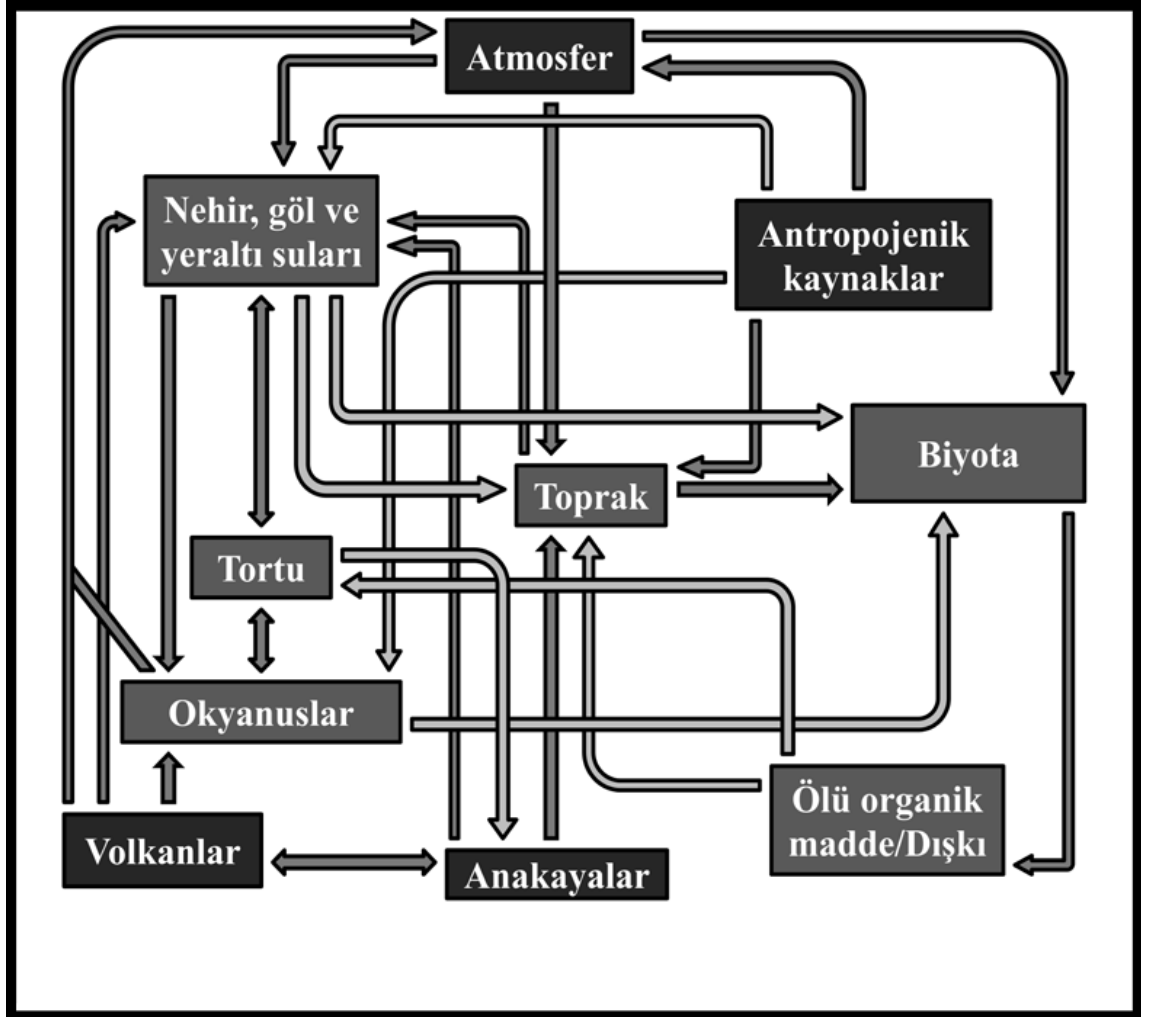 Atmosfer
Nehir, göl ve
yeraltı suları
Antropojenik
kaynaklar
Biyota
Toprak
Tortu
Okyanuslar
Ölü organik
madde/Dışkı
Volkanlar
Anakayalar